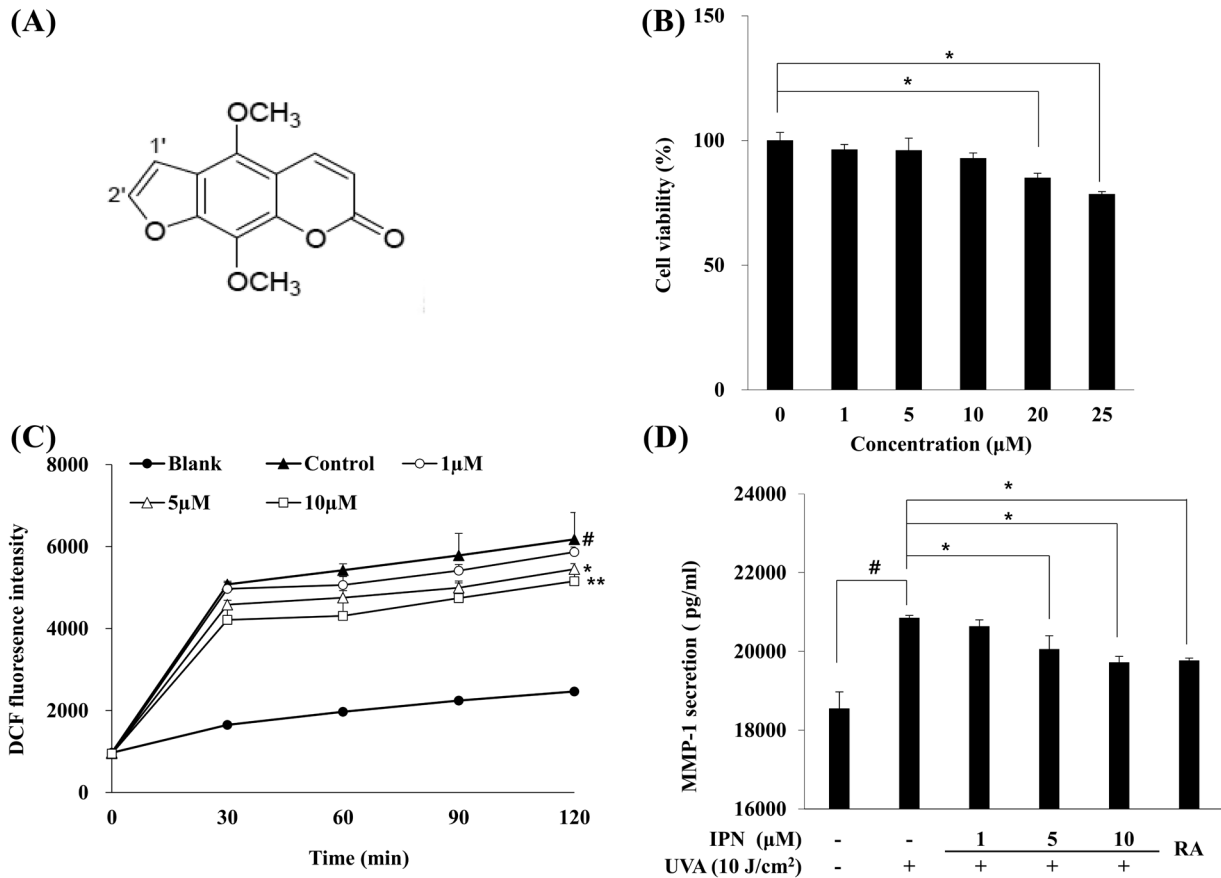 (A)
OCH3
1'
2'
O
O
O
OCH3
(B)
150
100
50
0
Cell viability (%)
*
*
0 1 5 10 20 25
Concentration (µM)
(C)
Blank Control 1µM
5µM 10µM
8000
6000
4000
2000
0
DCF fluoresence intensity
#
*
**
0 30 60 90 120
Time (min)
(D)
24000
22000
20000
18000
16000
MMP-1 secretion ( pg/ml)
*
*
*
#
IPN (µM) - - 1 5 10 RA
UVA (10 J/cm2) - + + + +